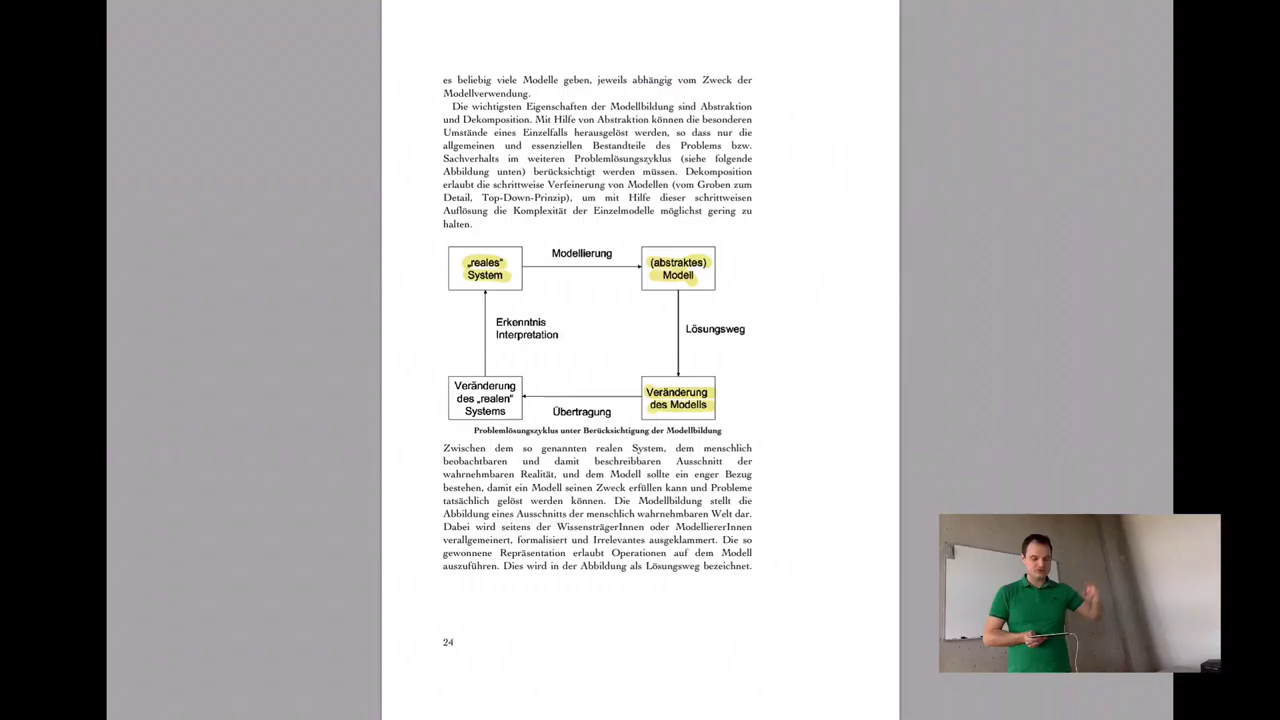 es beliebig viele Modelle geben, jeweils abhängig vom Zweck der
Modellverwendung.
Die wichtigsten Eigenschaften der Modellbildung sind Abstraktion
und Dekomposition. Mit Hilfe von Abstraktion können die besonderen
Umstände eines Einzelfalls herausgelöst werden, so dass nur die
allgemeinen und essenziellen Bestandteile des Problems bzw.
Sachverhalts im weiteren Problemlösungszyklus (siehe folgende
Abbildung unten) berücksichtigt werden müssen. Dekomposition
erlaubt die schrittweise Verfeinerung von Modellen (vom Groben zum
Detail, Top-Down-Prinzip), um mit Hilfe dieser schrittweisen
Auflösung die Komplexität der Einzelmodelle möglichst gering zu
halten.
„reales“
System
Modellierung
(abstraktes)
Modell
Erkenntnis
Interpretation
Lösungsweg
Veränderung
des „realen“
Systems
Übertragung
Veränderung
des Modells
Problemlösungszyklus unter Berücksichtigung der Modellbildung
Zwischen dem so genannten realen System, dem menschlich
beobachtbaren und damit beschreibbaren Ausschnitt der
wahrnehmbaren Realität, und dem Modell sollte ein enger Bezug
bestehen, damit ein Modell seinen Zweck erfüllen kann und Probleme
tatsächlich gelöst werden können. Die Modellbildung stellt die
Abbildung eines Ausschnitts der menschlich wahrnehmbaren Welt dar.
Dabei wird seitens der WissensträgerInnen oder ModelliererInnen
verallgemeinert, formalisiert und Irrelevantes ausgeklammert. Die so
gewonnene Repräsentation erlaubt Operationen auf dem Modell
auszuführen. Dies wird in der Abbildung als Lösungsweg bezeichnet.
24